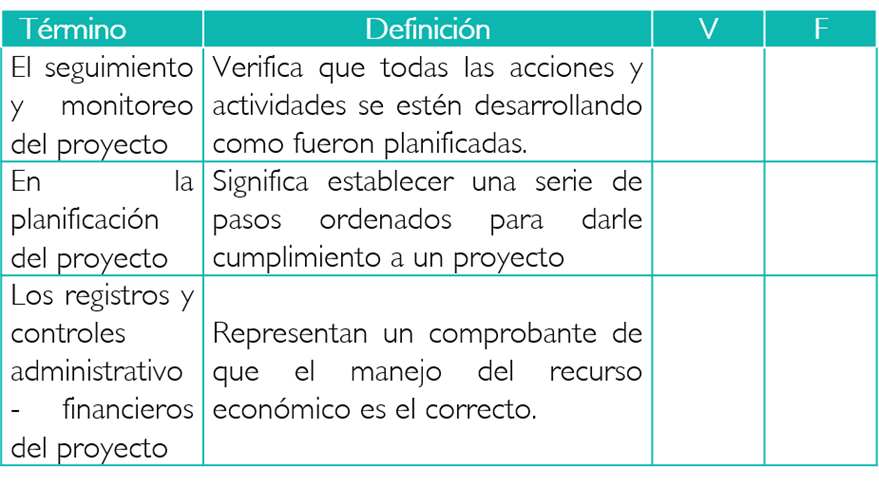 Término Definición V F
El seguimiento
y monitoreo
del proyecto
Verifica que todas las acciones y
actividades se estén desarrollando
como fueron planificadas.
En la
planificación
del proyecto
Significa establecer una serie de
pasos ordenados para darle
cumplimiento a un proyecto
Los registros y
controles
administrativo
- financieros
del proyecto
Representan un comprobante de
que el manejo del recurso
económico es el correcto.